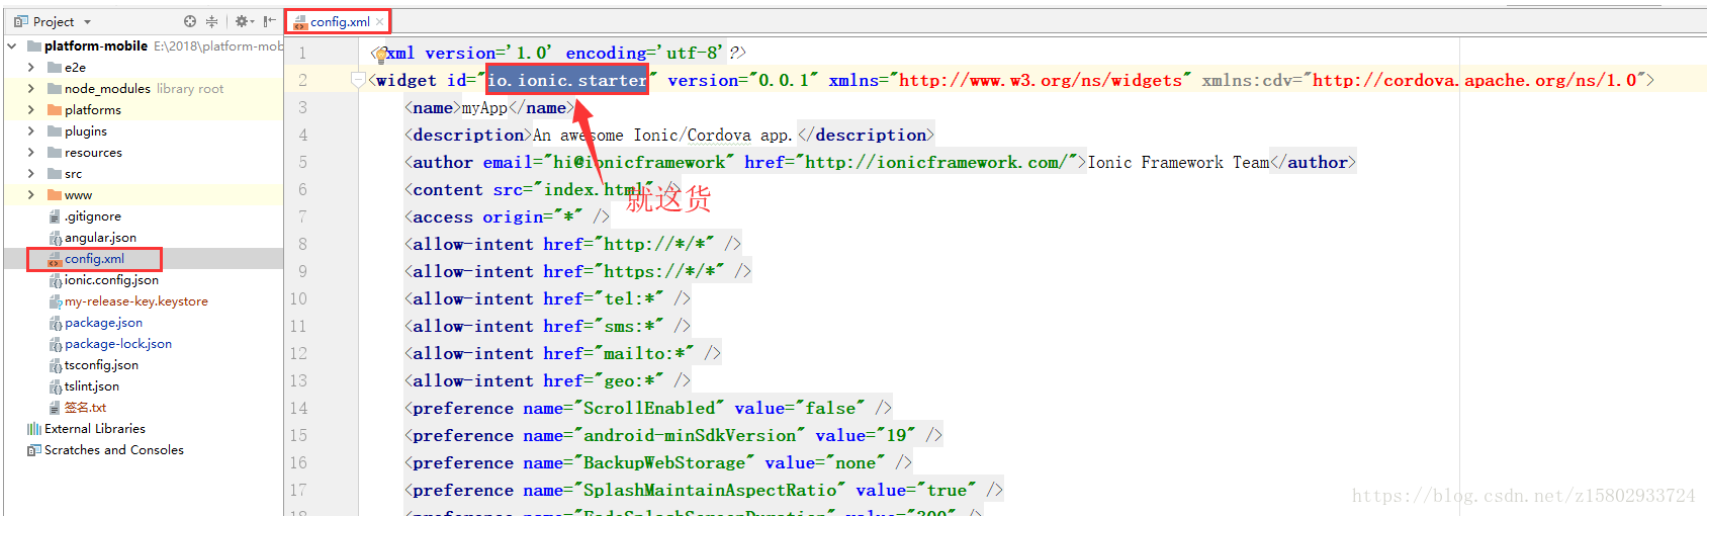 Project
config.xml
platform-mobile E:\2018\platform-mob
e2e
node_modules library root
platforms
plugins
resources
src
www
.gitignore
angular.json
config.xml
ionic.config.json
my-release-key.keystore
package.json
package-lock.json
tsconfig.json
tslint.json
签名.txt
External Libraries
Scratches and Consoles
1 <?xml version='1.0' encoding='utf-8'?>
2 <widget id="io.ionic.starter" version="0.0.1" xmlns="http://www.w3.org/ns/widgets" xmlns:cdv="http://cordova.apache.org/ns/1.0">
3 <name>myApp</name>
4 <description>An awesome Ionic/Cordova app.</description>
5 <author email="hi@ionicframework" href="http://ionicframework.com/">Ionic Framework Team</author>
6 <content src="index.html" />
就这货
7 <access origin="*" />
8 <allow-intent href="http://*/*" />
9 <allow-intent href="https://*/*" />
10 <allow-intent href="tel:*" />
11 <allow-intent href="sms:*" />
12 <allow-intent href="mailto:*" />
13 <allow-intent href="geo:*" />
14 <preference name="ScrollEnabled" value="false" />
15 <preference name="android-minSdkVersion" value="19" />
16 <preference name="BackupWebStorage" value="none" />
17 <preference name="SplashMaintainAspectRatio" value="true" />
18 <preference name="FadeSplashScreenDuration" value="300" />
https://blog.csdn.net/z15802933724